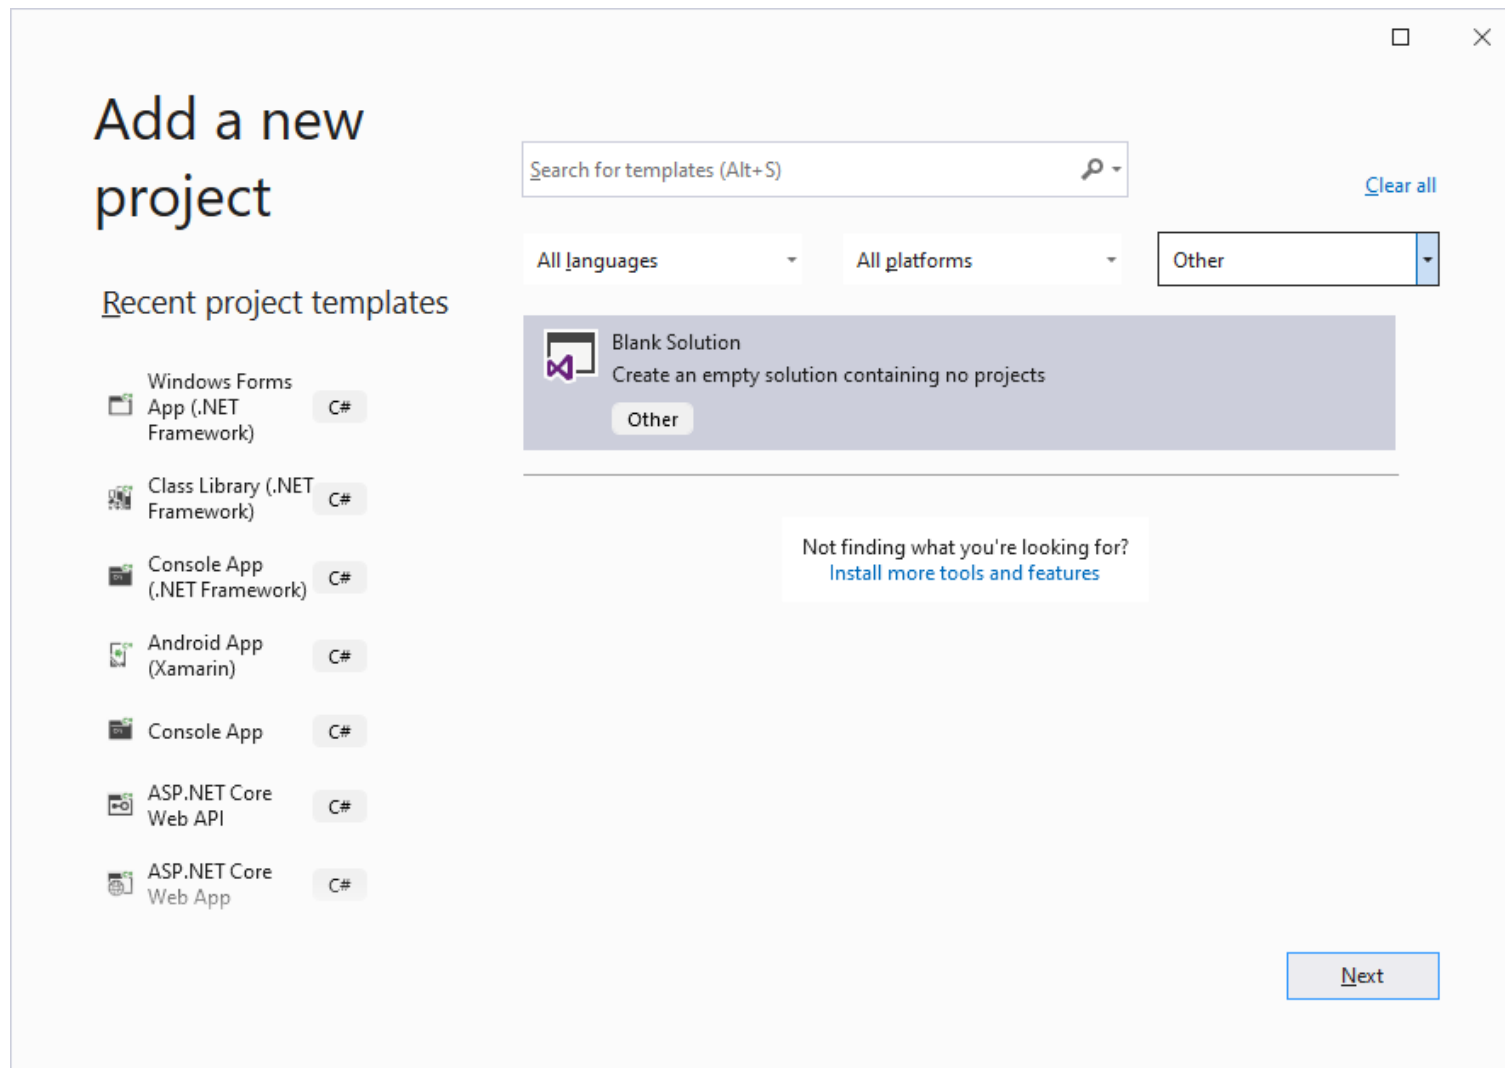 Add a new
project
Search for templates (Alt+S)
Clear all
All languages
All platforms
Other
Recent project templates
Windows Forms
App (.NET
Framework)
C#
Class Library (.NET
Framework)
C#
Console App
(.NET Framework)
C#
Android App
(Xamarin)
C#
Console App
C#
ASP.NET Core
Web API
C#
ASP.NET Core
Web App
C#
Blank Solution
Create an empty solution containing no projects
Other
Not finding what you're looking for?
Install more tools and features
Next